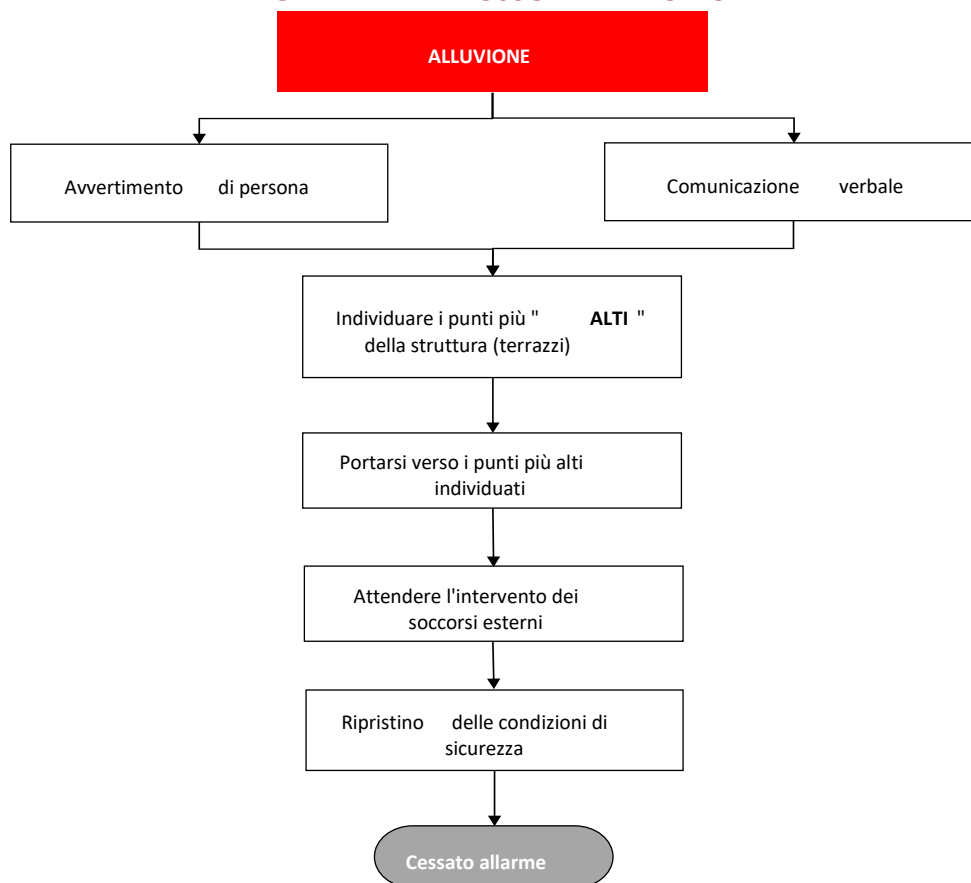 ALLUVIONE
Avvertimento di persona
Comunicazione verbale
Individuare i punti più " ALTI "
della struttura (terrazzi)
Portarsi verso i punti più alti
individuati
Attendere l'intervento dei
soccorsi esterni
Ripristino delle condizioni di
sicurezza
Cessato allarme